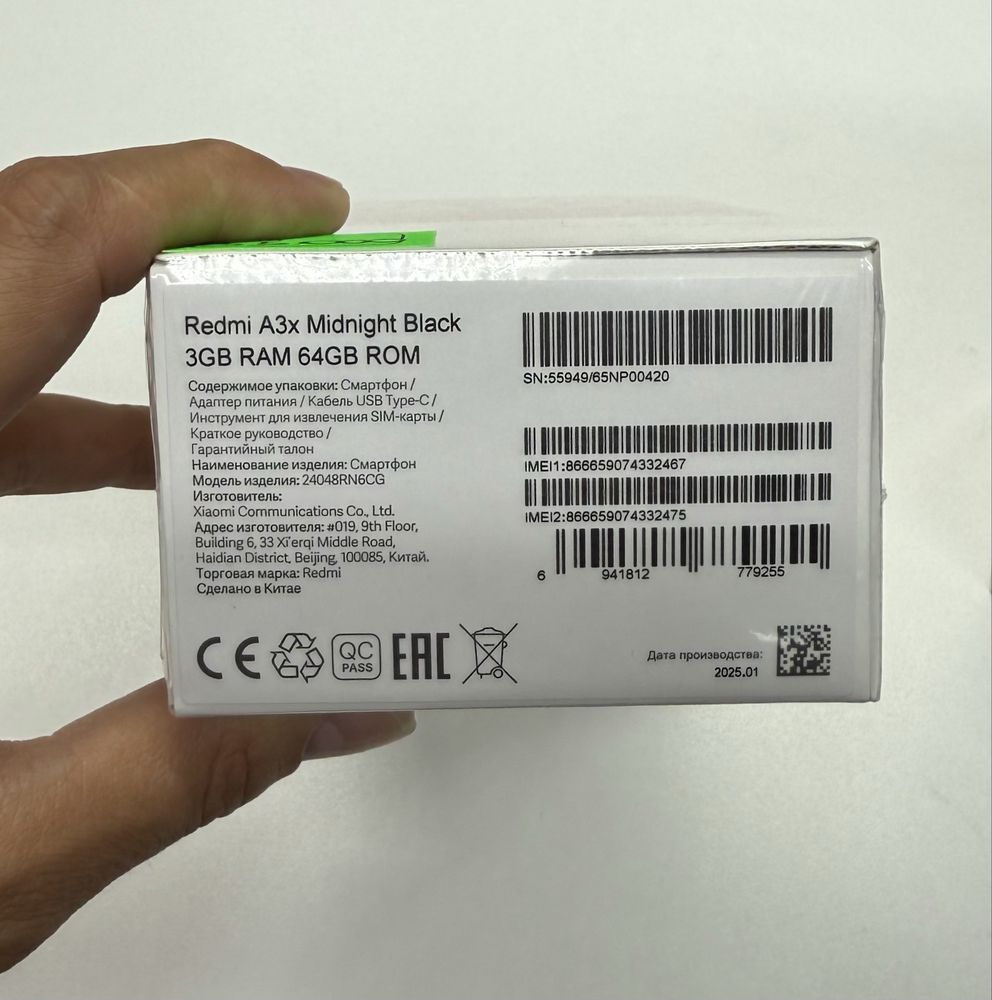 Redmi A3x Midnight Black
3GB RAM 64GB ROM
Содержимое упаковки: Смартфон /
Адаптер питания / Кабель USB Type-C /
Инструмент для извлечения SIM-карты /
Краткое руководство /
Гарантийный талон
Наименование изделия: Смартфон
Модель изделия: 24048RN6CG
Изготовитель:
Xiaomi Communications Co., Ltd.
Адрес изготовителя: #019, 9th Floor,
Building 6, 33 Xi'erqi Middle Road,
Haidian District, Beijing, 100085, Китай.
Торговая марка: Redmi
Сделано в Китае
CE
QC
PASS
EAC
SN:55949/65NP00420
IMEI1:866659074332467
IMEI2:866659074332475
6 941812 779255
Дата производства:
2025.01